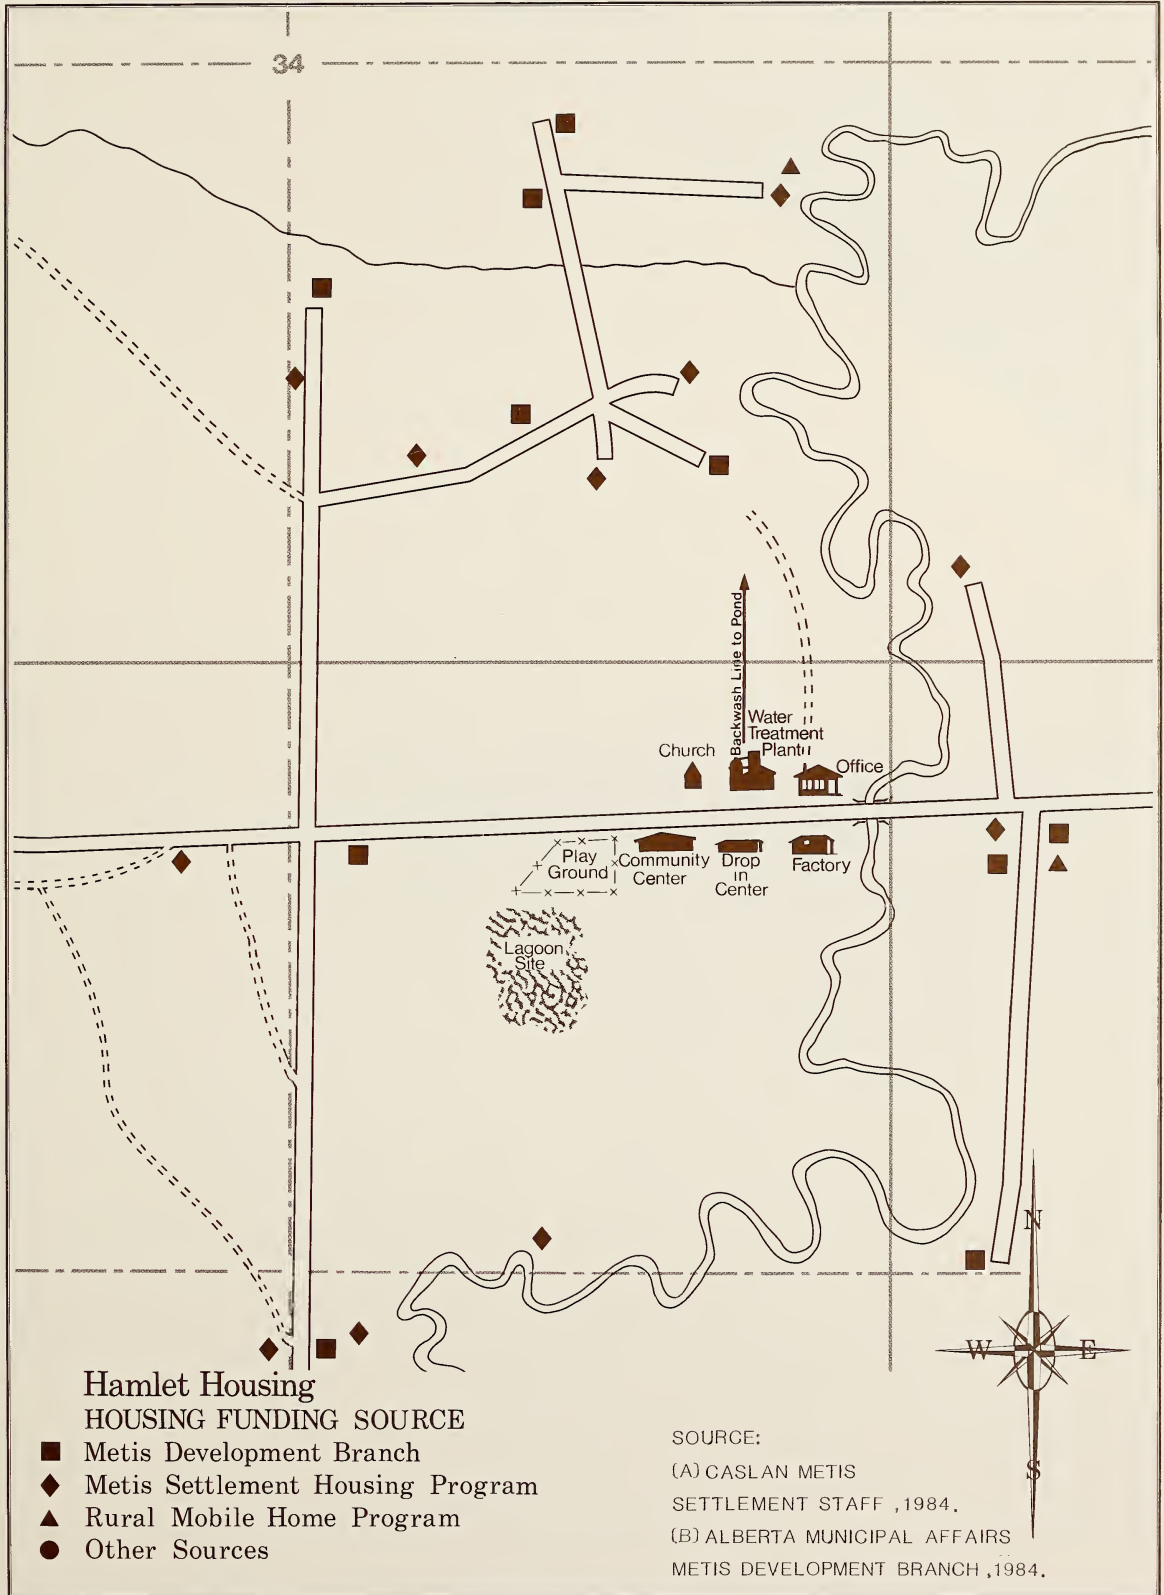 34
Backwash Line to Pond
Water
Treatment
Plant
Church
Office
Play
Ground
Community
Center
Drop
in
Center
Factory
Lagoon
Site
N
W
E
S
Hamlet Housing
HOUSING FUNDING SOURCE
Metis Development Branch
Metis Settlement Housing Program
Rural Mobile Home Program
Other Sources
SOURCE:
(A) CASLAN METIS
SETTLEMENT STAFF ,1984.
(B) ALBERTA MUNICIPAL AFFAIRS
METIS DEVELOPMENT BRANCH ,1984.